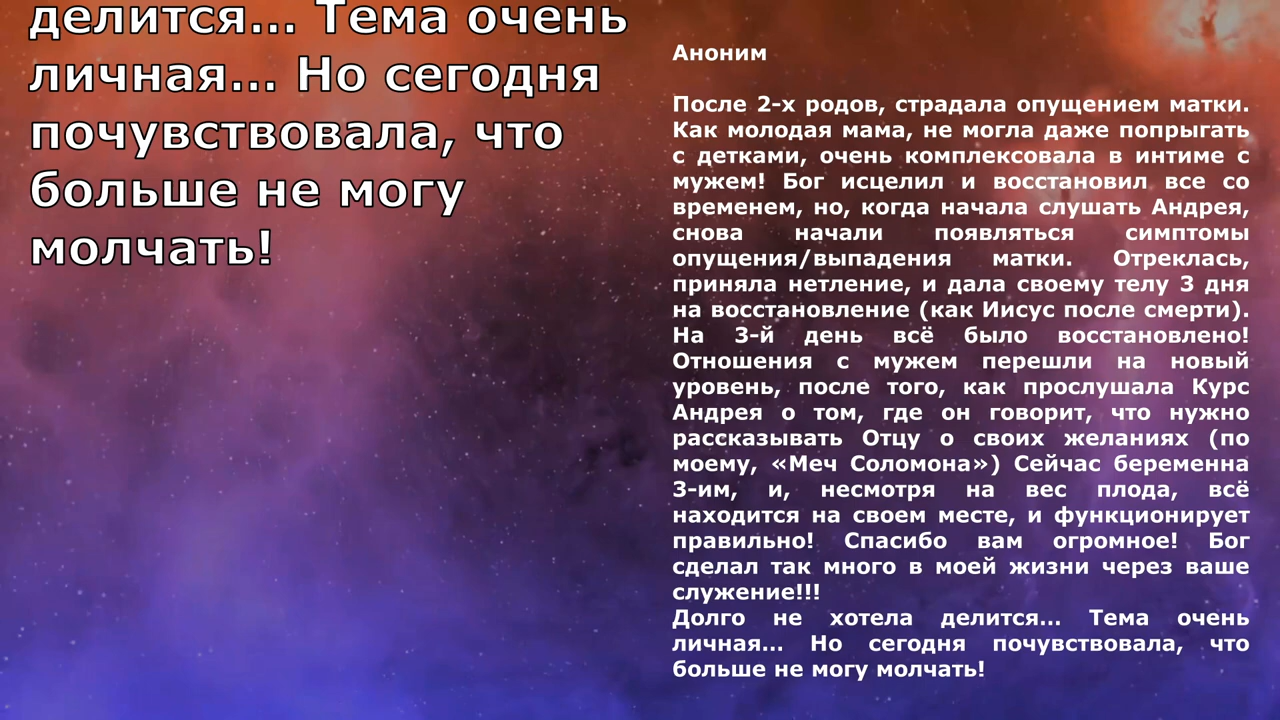 делится... Тема очень
личная... Но сегодня
почувствовала, что
больше не могу
молчать!
Аноним
После 2-х родов, страдала опущением матки.
Как молодая мама, не могла даже попрыгать
с детками, очень комплексовала в интиме с
мужем! Бог исцелил и восстановил все со
временем, но, когда начала слушать Андрея,
снова начали появляться симптомы
опущения/выпадения матки. Отреклась,
приняла нетление, и дала своему телу 3 дня
на восстановление (как Иисус после смерти).
На 3-й день всё было восстановлено!
Отношения с мужем перешли на новый
уровень, после того, как прослушала Курс
Андрея о том, где он говорит, что нужно
рассказывать Отцу о своих желаниях (по
моему, «Меч Соломона») Сейчас беременна
3-им, и, несмотря на вес плода, всё
находится на своем месте, и функционирует
правильно! Спасибо вам огромное! Бог
сделал так много в моей жизни через ваше
служение!!!
Долго не хотела делится... Тема очень
личная... Но сегодня почувствовала, что
больше не могу молчать!